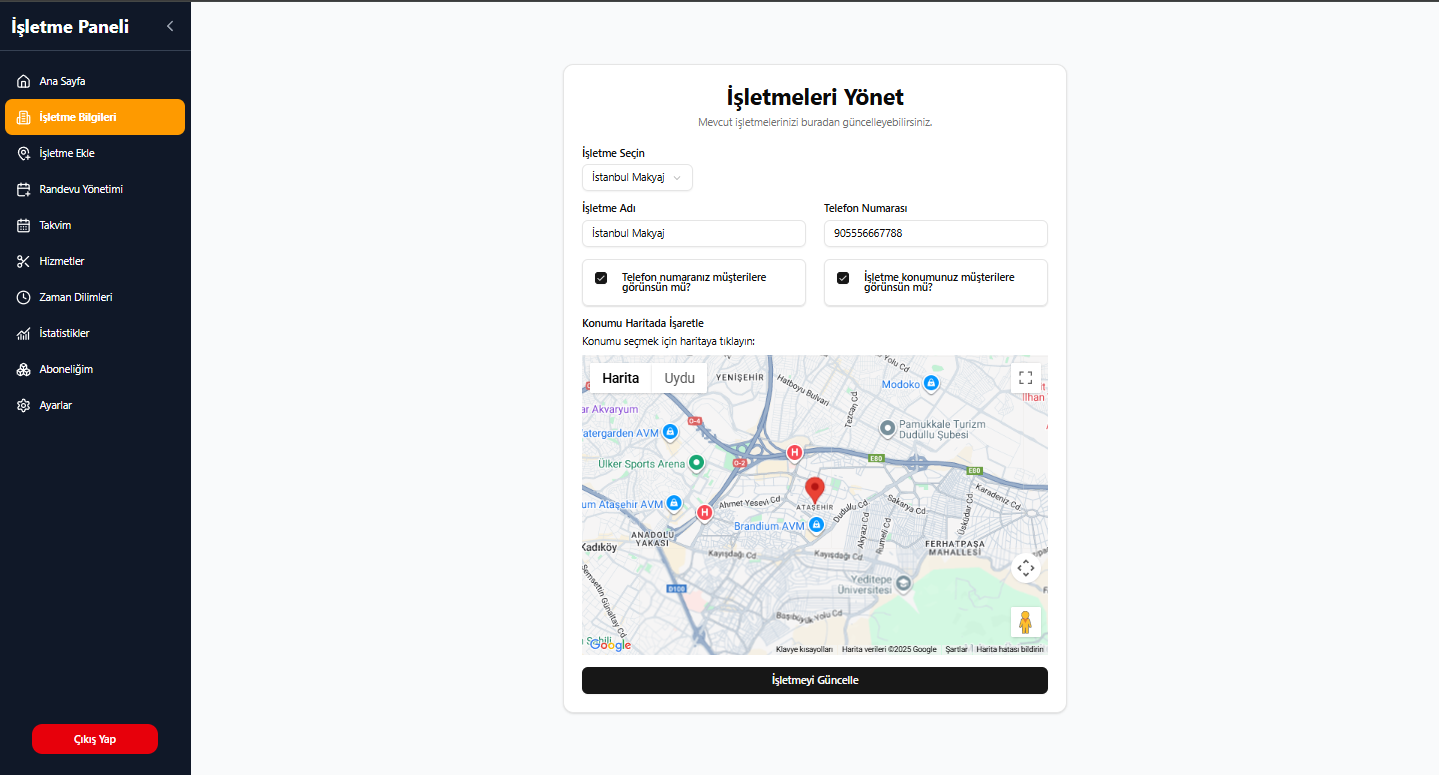 İşletme Paneli
Ana Sayfa
İşletme Bilgileri
İşletme Ekle
Randevu Yönetimi
Takvim
Hizmetler
Zaman Dilimleri
İstatistikler
Aboneliğim
Ayarlar
Çıkış Yap
İşletmeleri Yönet
Mevcut işletmelerinizi buradan güncelleyebilirsiniz.
İşletme Seçin
İstanbul Makyaj
İşletme Adı
Telefon Numarası
İstanbul Makyaj
905556667788
Telefon numaranız müşterilere
görünsün mü?
İşletme konumunuz müşterilere
görünsün mü?
Konumu Haritada İşaretle
Konumu seçmek için haritaya tıklayın:
Harita
Uydu
YENİŞEHİR
Hatboyu Bulvarı
Tezcan Cd
Modoko
İlhan
ar Akvaryum
O-4
atergarden AVM
Pamukkale Turizm
Dudullu Şubesi
Ülker Sports Arena
O-2
H
E80
E80
Karadeniz Cd.
um Ataşehir AVM
Ahmet Yesevi Cd
ATAŞEHİR
Dudullu Cd
Sakarya Cd
Üsküdar Cd
H
Brandium AVM
Akyazı Cd
Rumeli Cd
ANADOLU
YAKASI
Kadıköy
Kayışdağı Cd
Kayışdağı Cd
FERHATPAŞA
MAHALLESİ
Şemsettin Günaltay Cd
D100
Yeditepe
Üniversitesi
Başıbüyük Yolu Cd
Google
Klavye kısayolları
Harita verileri ©2025 Google
Şartlar
Harita hatası bildirin
İşletmeyi Güncelle